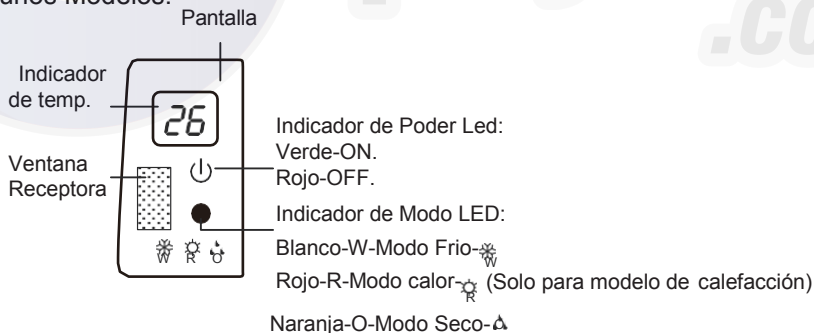 Modelos.
Pantalla
Indicador
de temp.
26
Indicador de Poder Led:
Verde-ON.
Rojo-OFF.
Ventana
Receptora
Indicador de Modo LED:
W R O
Blanco-W-Modo Frio-W
Rojo-R-Modo calor-R (Solo para modelo de calefacción)
Naranja-O-Modo Seco-